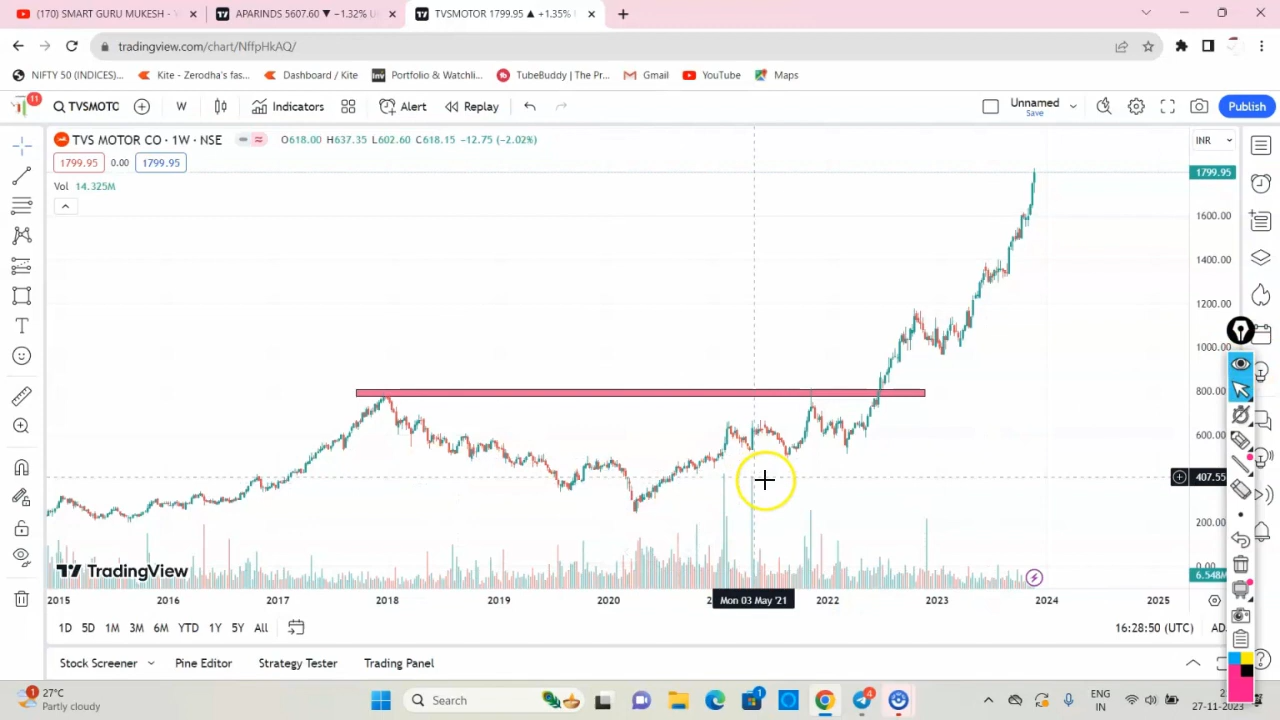 (170) SMART GURU MUKESH - Y
APARINDS 5607.60 ▼ −1.32% U
TVSMOTOR 1799.95 ▲ +1.35%
tradingview.com/chart/NffpHkAQ/
NIFTY 50 (INDICES)...
Kite - Zerodha's fas...
Dashboard / Kite
Inv
Portfolio & Watchli...
TubeBuddy | The Pr...
Gmail
YouTube
Maps
11
TVSMOTC
W
Indicators
Alert
Replay
Unnamed
Save
Publish
TVS MOTOR CO · 1W · NSE
O618.00 H637.35 L602.60 C618.15 −12.75 (−2.02%)
INR
1799.95
0.00
1799.95
Vol 14.325M
1799.95
1600.00
1400.00
1200.00
1000.00
800.00
600.00
407.55
200.00
0.00
6.548M
TradingView
2015
2016
2017
2018
2019
2020
Mon 03 May '21
2022
2023
2024
2025
1D
5D
1M
3M
6M
YTD
1Y
5Y
All
16:28:50 (UTC)
Stock Screener
Pine Editor
Strategy Tester
Trading Panel
1
27°C
Partly cloudy
Search
1
4
ENG
IN
27-11-2023